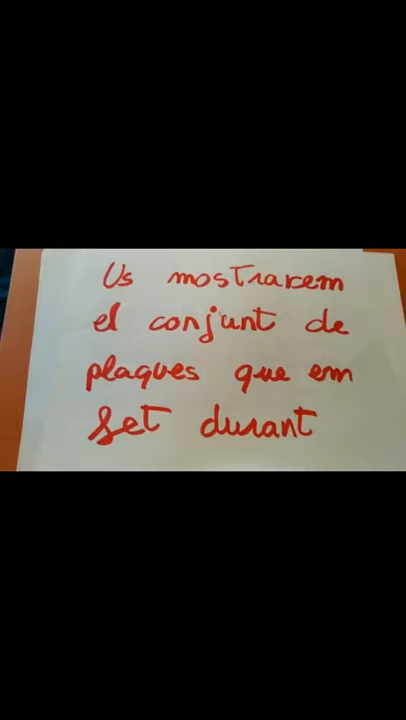 Us mostrarem
el conjunt de
plaques que em
fet durant